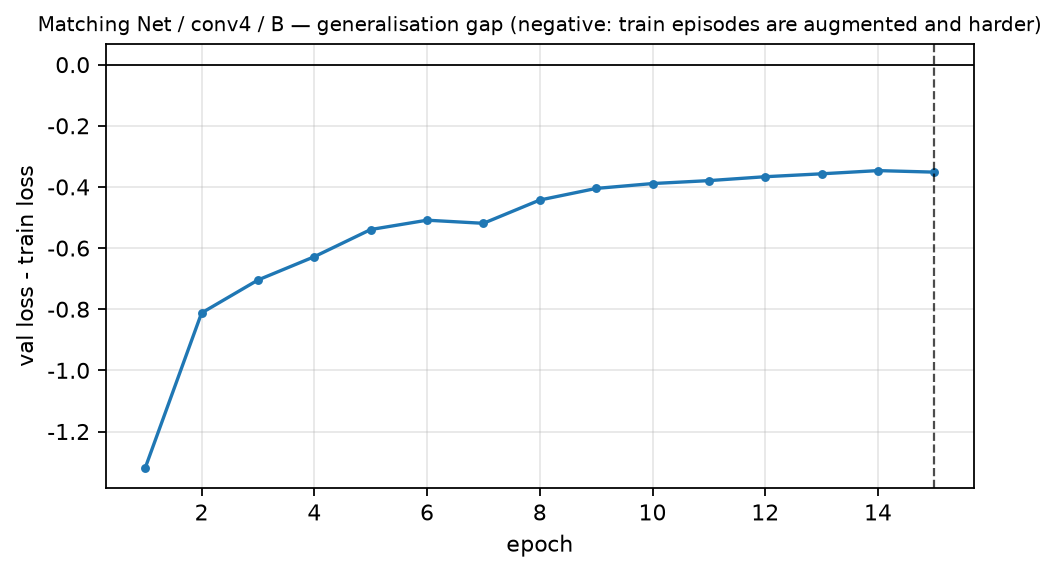 Matching Net / conv4 / B — generalisation gap (negative: train episodes are augmented and harder)
val loss - train loss
0.0
-0.2
-0.4
-0.6
-0.8
-1.0
-1.2
2 4 6 8 10 12 14
epoch